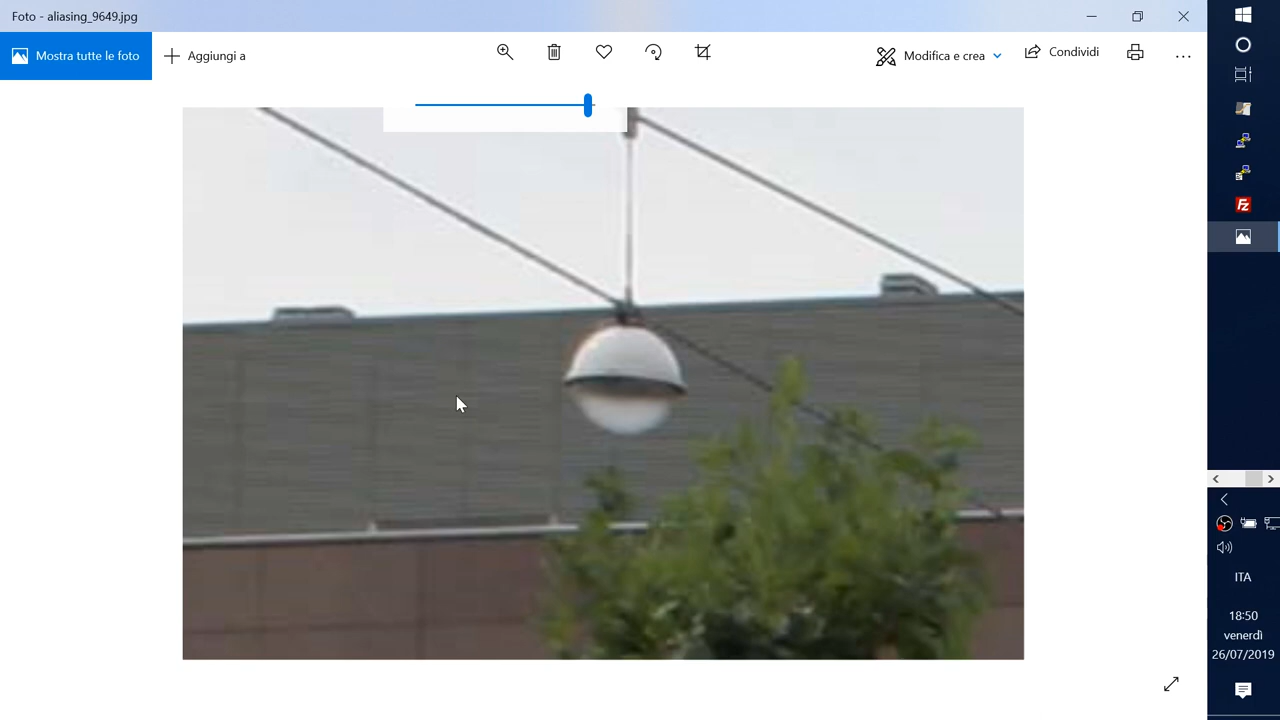 Foto - aliasing_9649.jpg
Mostra tutte le foto
Aggiungi a
Modifica e crea
Condividi
ITA
18:50
venerdì
26/07/2019